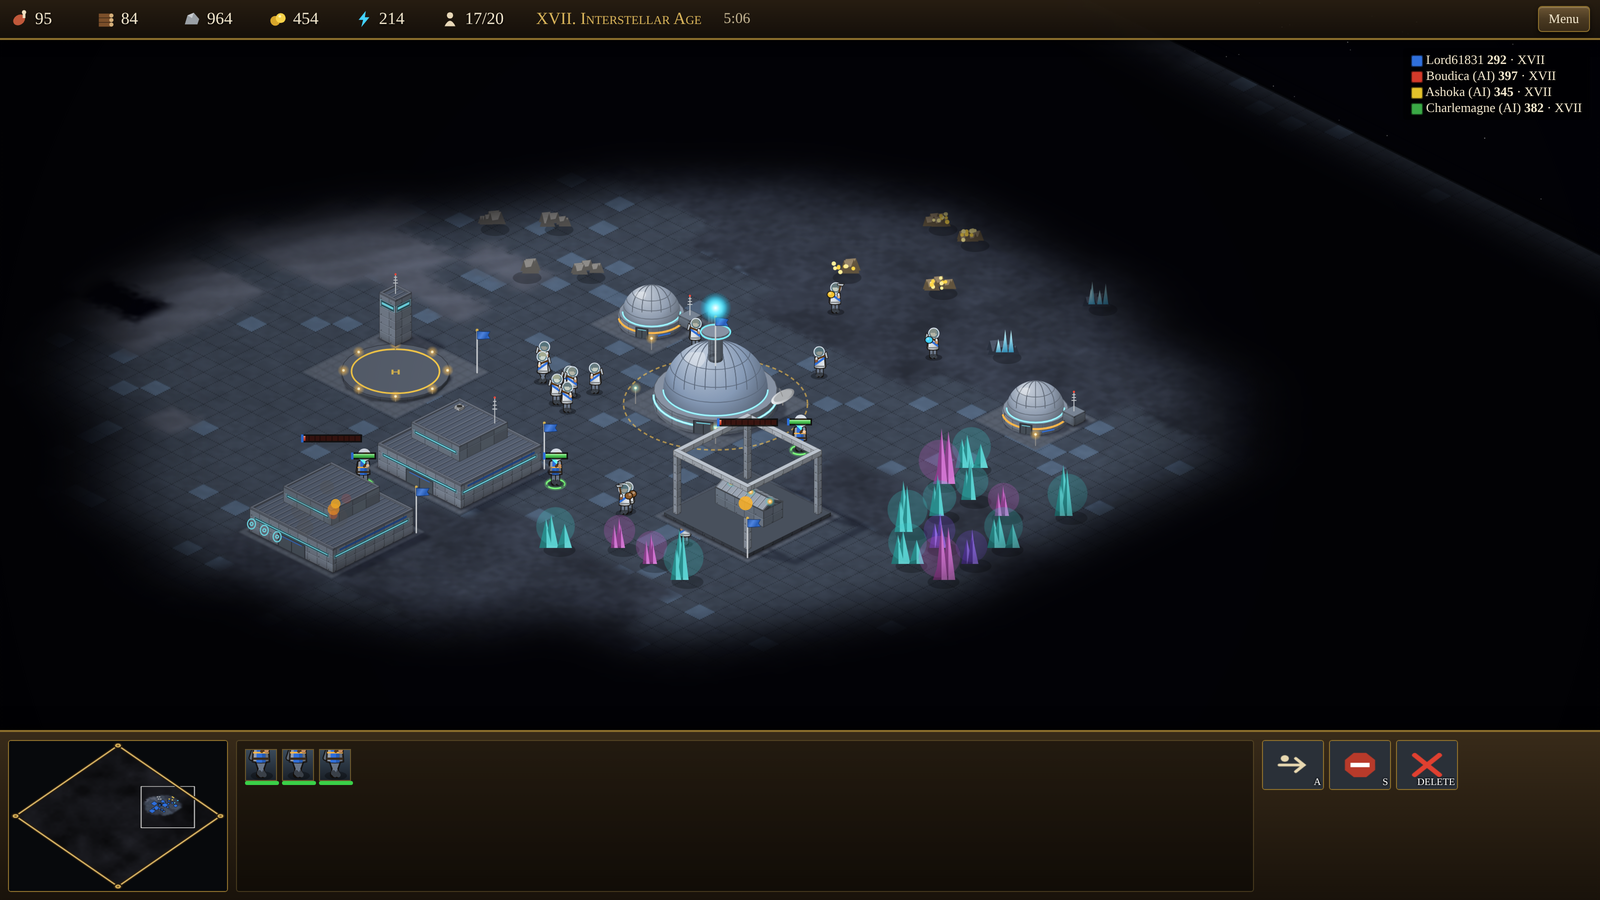 95 84 964 454 214 17/20 XVII. Interstellar Age 5:06 Menu
Lord61831 292 · XVII
Boudica (AI) 397 · XVII
Ashoka (AI) 345 · XVII
Charlemagne (AI) 382 · XVII
H
A S DELETE